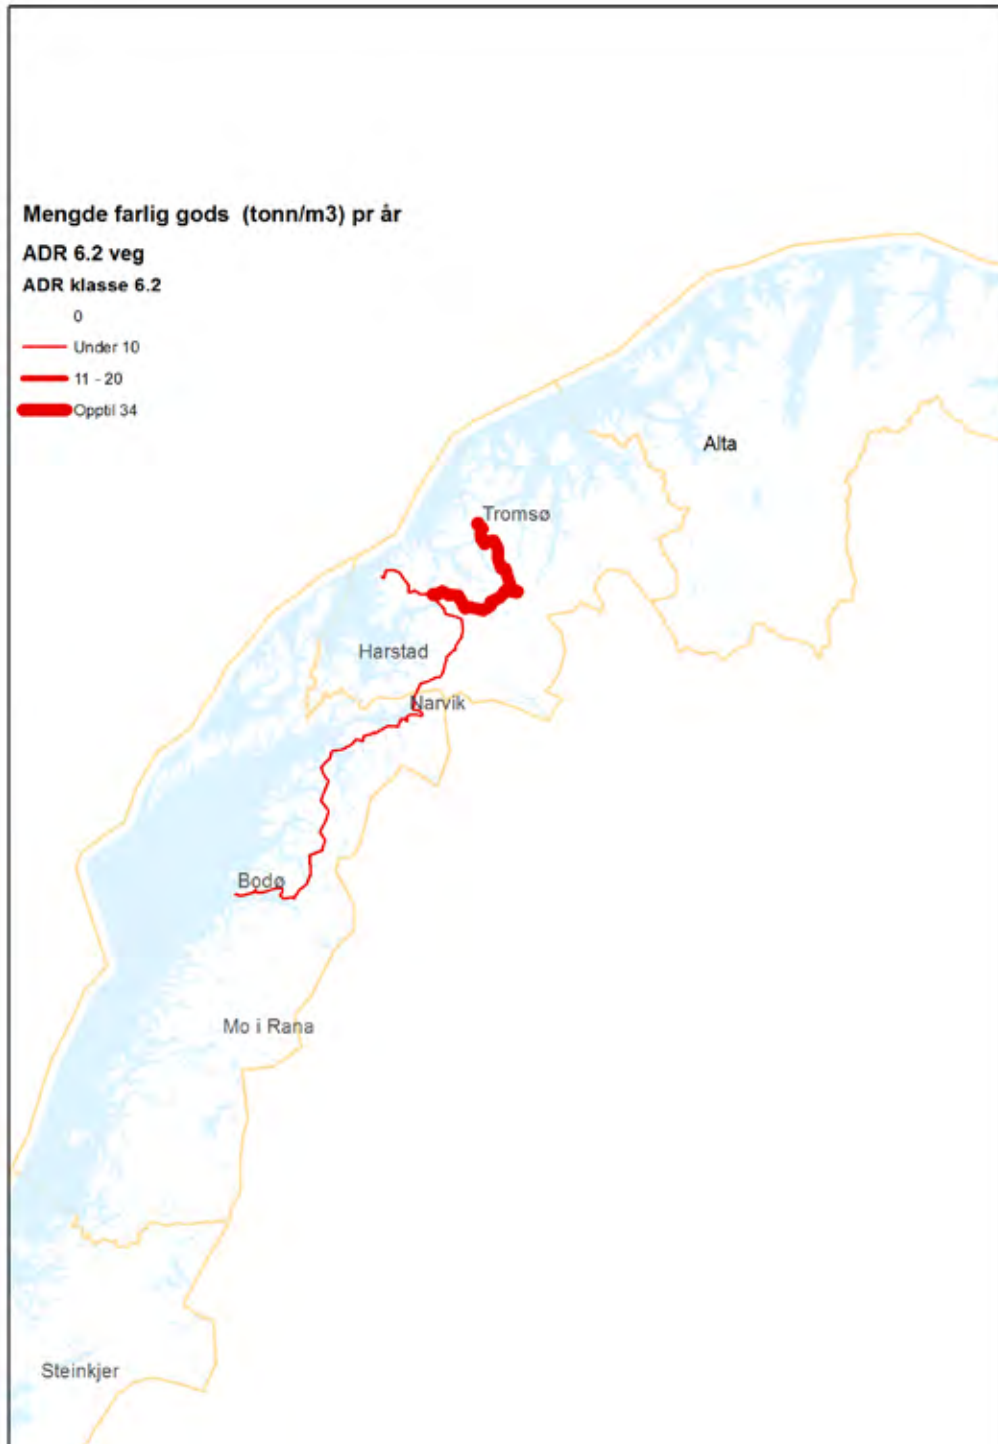 Mengde farlig gods (tonn/m3) pr år
ADR 6.2 veg
ADR klasse 6.2
0
Under 10
11 - 20
Opptil 34
Alta
Tromsø
Harstad
Narvik
Bodø
Mo i Rana
Steinkjer